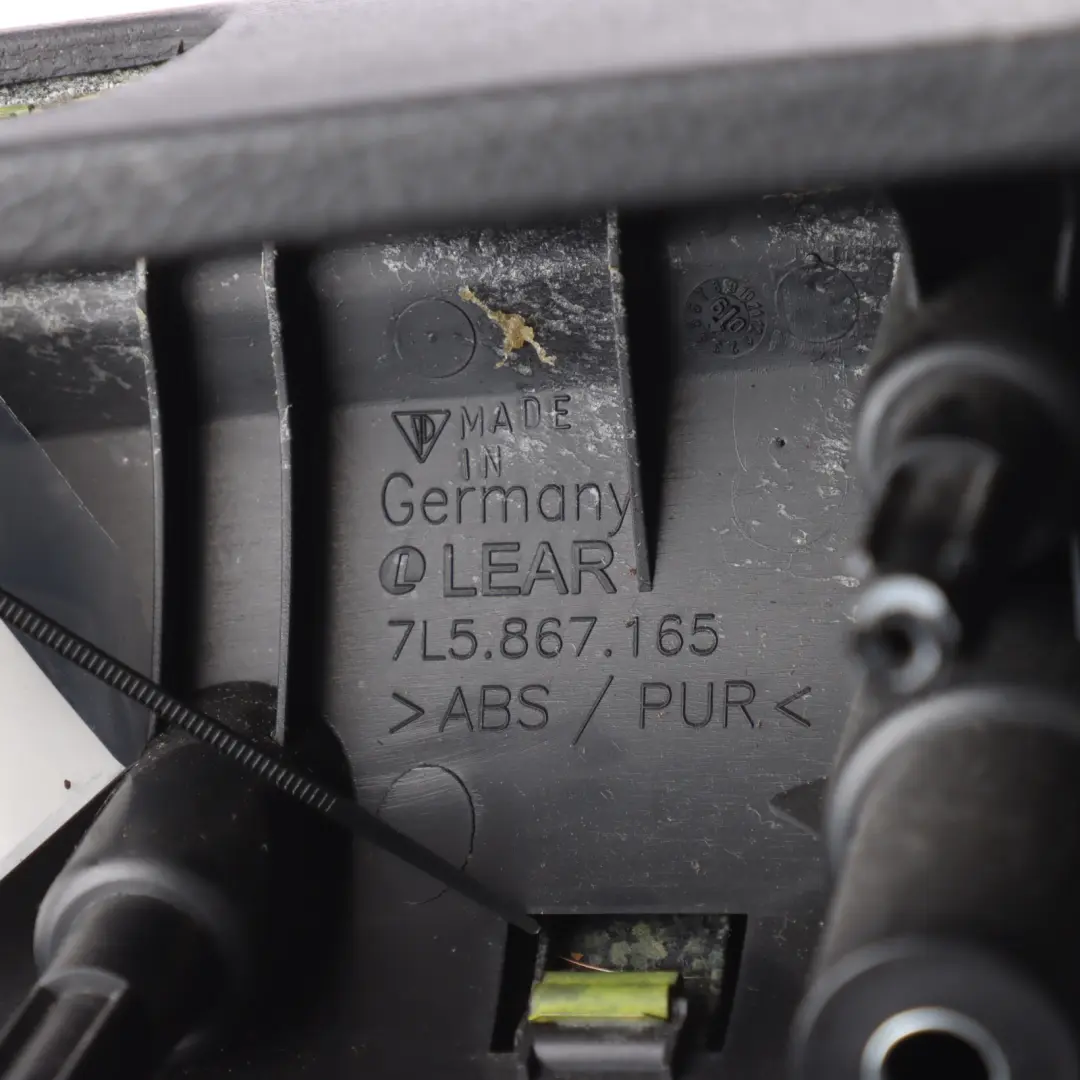 MADE
IN
Germany
L LEAR
7L5.867.165
>ABS / PUR.<